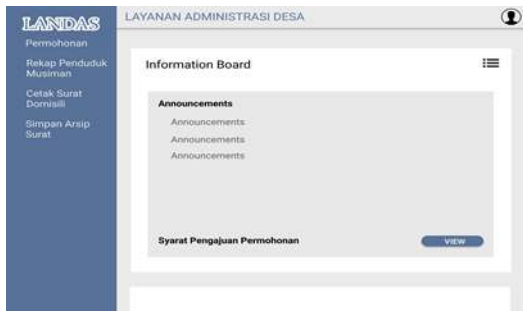 LANDAS
LAYANAN ADMINISTRASI DESA
Permohonan
Rekap Penduduk
Musiman
Cetak Surat
Domisili
Simpan Arsip
Surat
Information Board
Announcements
Announcements
Announcements
Announcements
Syarat Pengajuan Permohonan
VIEW